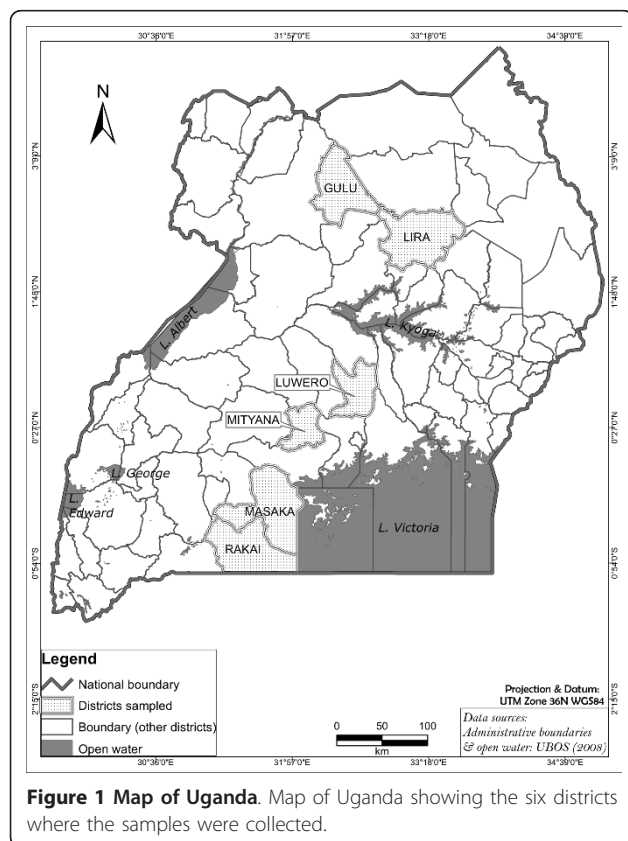 30°36'0"E 31°57'0"E 33°18'0"E 34°39'0"E
N
3°9'0"N 3°9'0"N
GULU
LIRA
1°48'0"N 1°48'0"N
L. Albert
L. Kyoga
LUWERO
MITYANA
0°27'0"N 0°27'0"N
L. George
L. Edward
MASAKA
L. Victoria
RAKAI
0°54'0"S 0°54'0"S
Legend
National boundary
Districts sampled
Boundary (other districts)
Open water
2°15'0"S 2°15'0"S
0 50 100
km
Projection & Datum:
UTM Zone 36N WGS84
Data sources:
Administrative boundaries
& open water: UBOS (2008)
30°36'0"E 31°57'0"E 33°18'0"E 34°39'0"E
Figure 1 Map of Uganda. Map of Uganda showing the six districts
where the samples were collected.